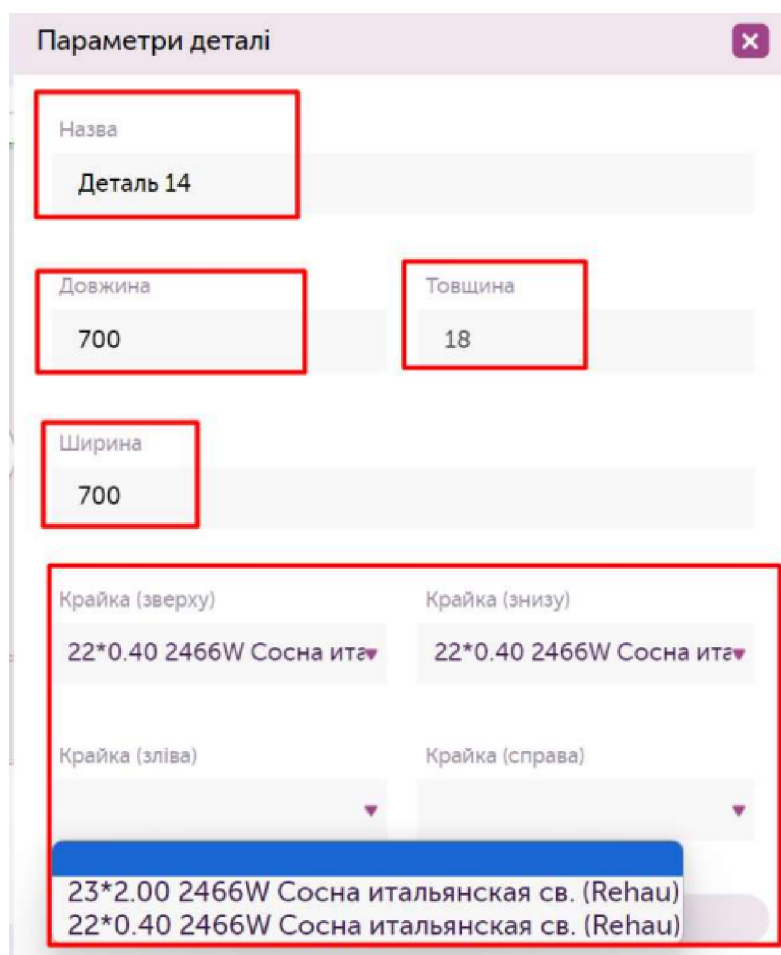 Параметри деталі
Назва
Деталь 14
Довжина
Товщина
700
18
Ширина
700
Крайка (зверху)
Крайка (знизу)
22*0.40 2466W Сосна ита
22*0.40 2466W Сосна ита
Крайка (зліва)
Крайка (справа)
23*2.00 2466W Сосна итальянская св. (Rehau)
22*0.40 2466W Сосна итальянская св. (Rehau)